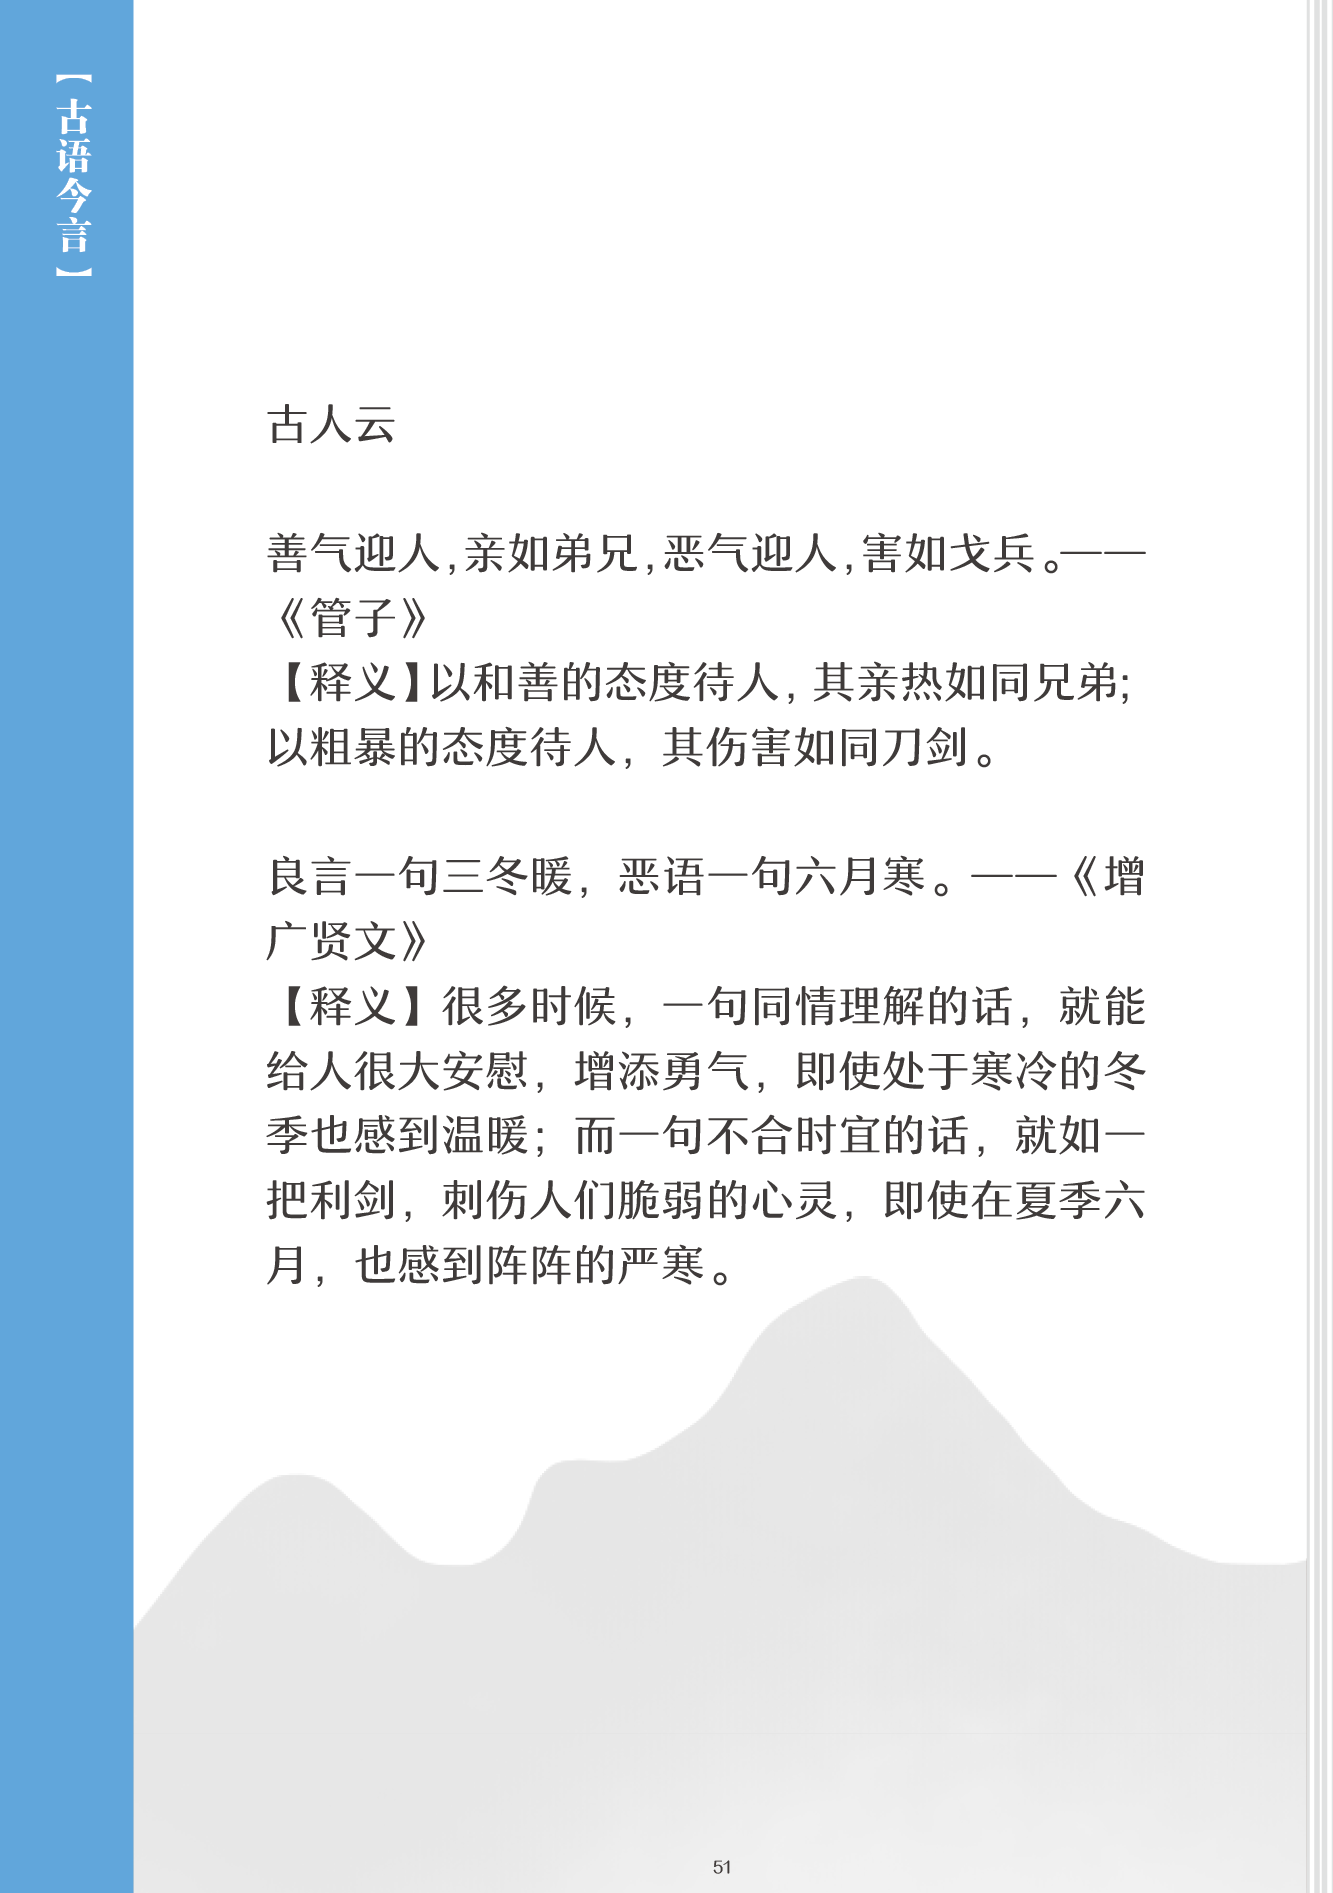 【古语今言】
古人云
善气迎人,亲如弟兄,恶气迎人,害如戈兵。——
《管子》
【释义】以和善的态度待人, 其亲热如同兄弟;
以粗暴的态度待人，其伤害如同刀剑。
良言一句三冬暖，恶语一句六月寒。——《增
广贤文》
【释义】很多时候，一句同情理解的话，就能
给人很大安慰，增添勇气，即使处于寒冷的冬
季也感到温暖；而一句不合时宜的话，就如一
把利剑，刺伤人们脆弱的心灵，即使在夏季六
月，也感到阵阵的严寒。
51